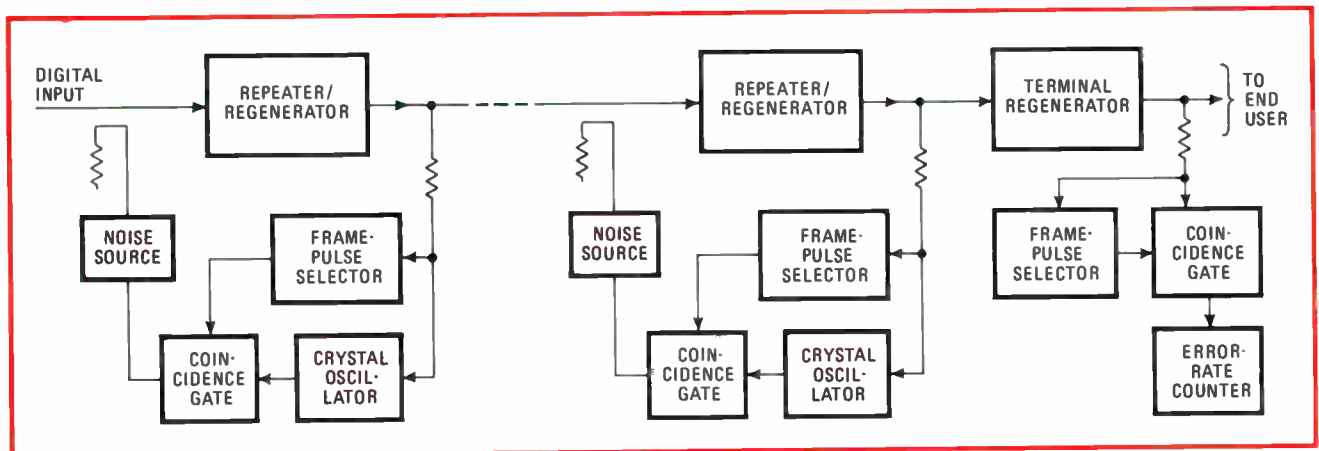 DIGITAL
INPUT
REPEATER/
REGENERATOR
REPEATER/
REGENERATOR
TERMINAL
REGENERATOR
TO
END
USER
NOISE
SOURCE
FRAME-
PULSE
SELECTOR
COIN-
CIDENCE
GATE
CRYSTAL
OSCIL-
LATOR
NOISE
SOURCE
FRAME-
PULSE
SELECTOR
COIN-
CIDENCE
GATE
CRYSTAL
OSCIL-
LATOR
FRAME-
PULSE
SELECTOR
COIN-
CIDENCE
GATE
ERROR-
RATE
COUNTER